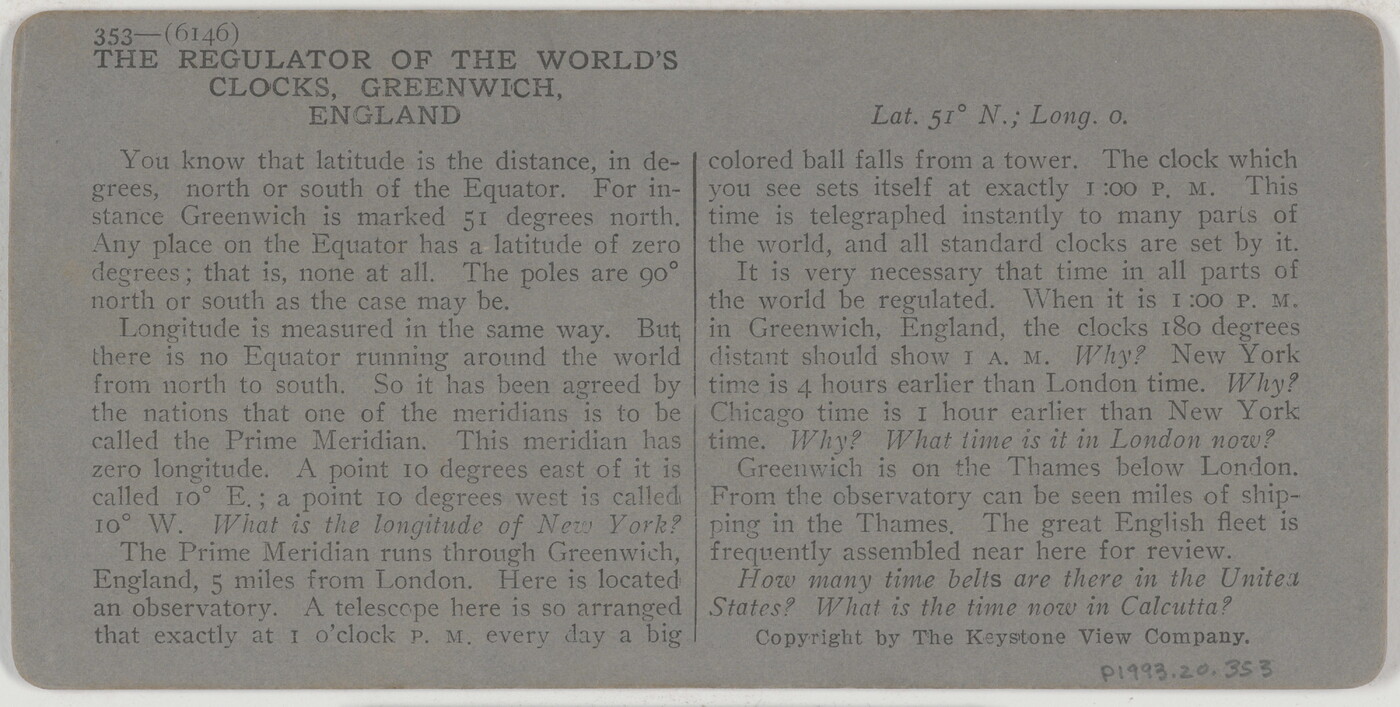 353—(6146)
THE REGULATOR OF THE WORLD'S
CLOCKS, GREENWICH,
ENGLAND
You know that latitude is the distance, in de-
grees, north or south of the Equator. For in-
stance Greenwich is marked 51 degrees north.
Any place on the Equator has a latitude of zero
degrees; that is, none at all. The poles are 90°
north or south as the case may be.
Longitude is measured in the same way. But
there is no Equator running around the world
from north to south. So it has been agreed by
the nations that one of the meridians is to be
called the Prime Meridian. This meridian has
zero longitude. A point 10 degrees east of it is
called 10° E.; a point 10 degrees west is called
10° W. What is the longitude of New York?
The Prime Meridian runs through Greenwich,
England, 5 miles from London. Here is located
an observatory. A telescope here is so arranged
that exactly at 1 o'clock P. M. every day a big
Lat. 51° N.; Long. 0.
colored ball falls from a tower. The clock which
you see sets itself at exactly 1:00 P. M. This
time is telegraphed instantly to many parts of
the world, and all standard clocks are set by it.
It is very necessary that time in all parts of
the world be regulated. When it is 1:00 P. M.
in Greenwich, England, the clocks 180 degrees
distant should show 1 A. M. Why? New York
time is 4 hours earlier than London time. Why?
Chicago time is 1 hour earlier than New York
time. Why? What time is it in London now?
Greenwich is on the Thames below London.
From the observatory can be seen miles of ship-
ping in the Thames. The great English fleet is
frequently assembled near here for review.
How many time belts are there in the United
States? What is the time now in Calcutta?
Copyright by The Keystone View Company.
P1993.20.353